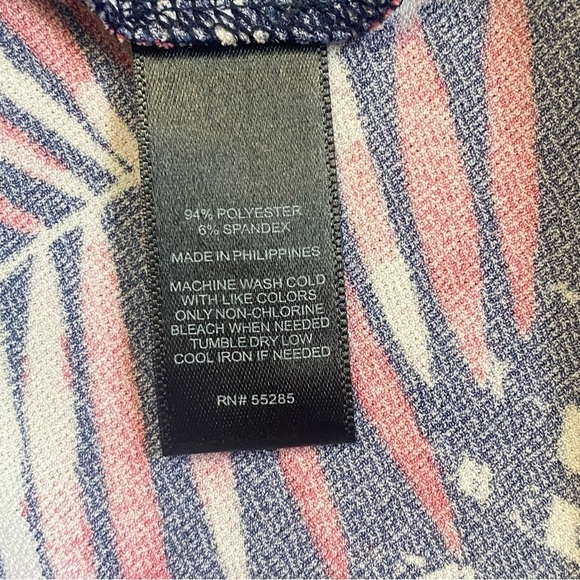 94% POLYESTER
6% SPANDEX
MADE IN PHILIPPINES
MACHINE WASH COLD
WITH LIKE COLORS
ONLY NON-CHLORINE
BLEACH WHEN NEEDED
TUMBLE DRY LOW
COOL IRON IF NEEDED
RN# 55285